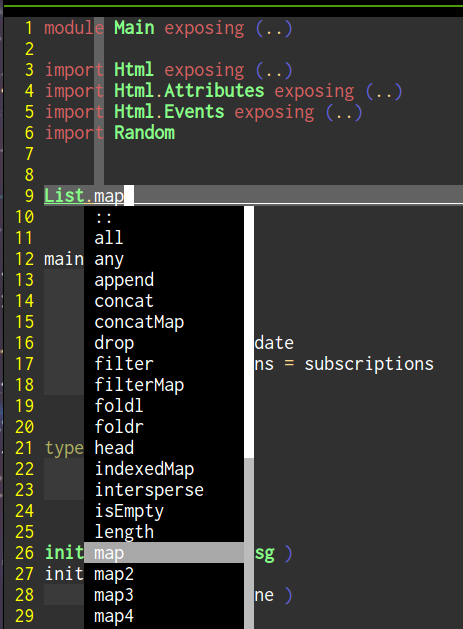 1 module Main exposing (..)
2
3 import Html exposing (..)
4 import Html.Attributes exposing (..)
5 import Html.Events exposing (..)
6 import Random
7
8
9 List.map
10 ::
11 all
12 main any
13 append
14 concat
15 concatMap
16 drop date
17 filter ns = subscriptions
18 filterMap
19 foldl
20 foldr
21 type head
22 indexedMap
23 intersperse
24 isEmpty
25 length
26 init map sg )
27 init map2
28 map3 ne )
29 map4